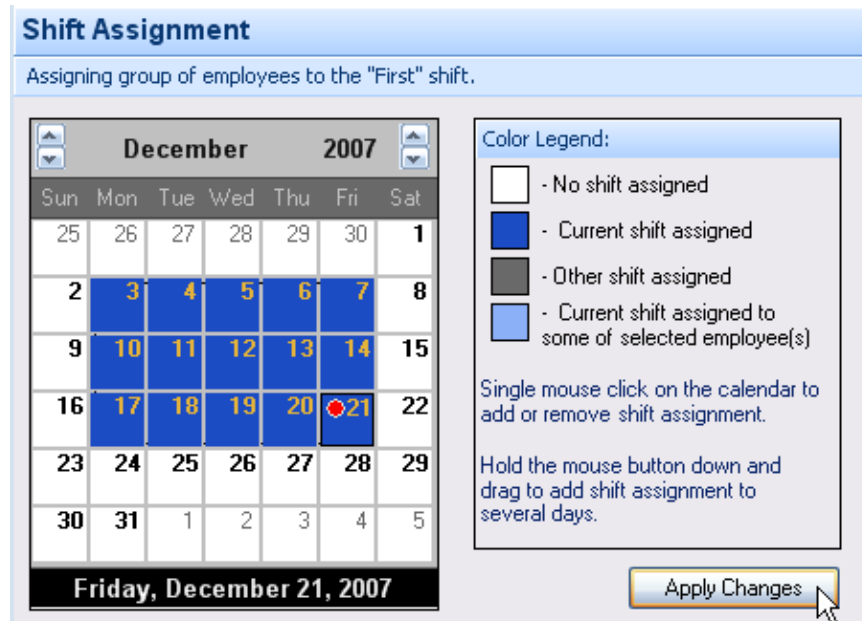 Shift Assignment
Assigning group of employees to the "First" shift.
December 2007
Sun Mon Tue Wed Thu Fri Sat
25 26 27 28 29 30 1
2 3 4 5 6 7 8
9 10 11 12 13 14 15
16 17 18 19 20 21 22
23 24 25 26 27 28 29
30 31 1 2 3 4 5
Friday, December 21, 2007
Color Legend:
- No shift assigned
- Current shift assigned
- Other shift assigned
- Current shift assigned to
some of selected employee(s)
Single mouse click on the calendar to
add or remove shift assignment.
Hold the mouse button down and
drag to add shift assignment to
several days.
Apply Changes